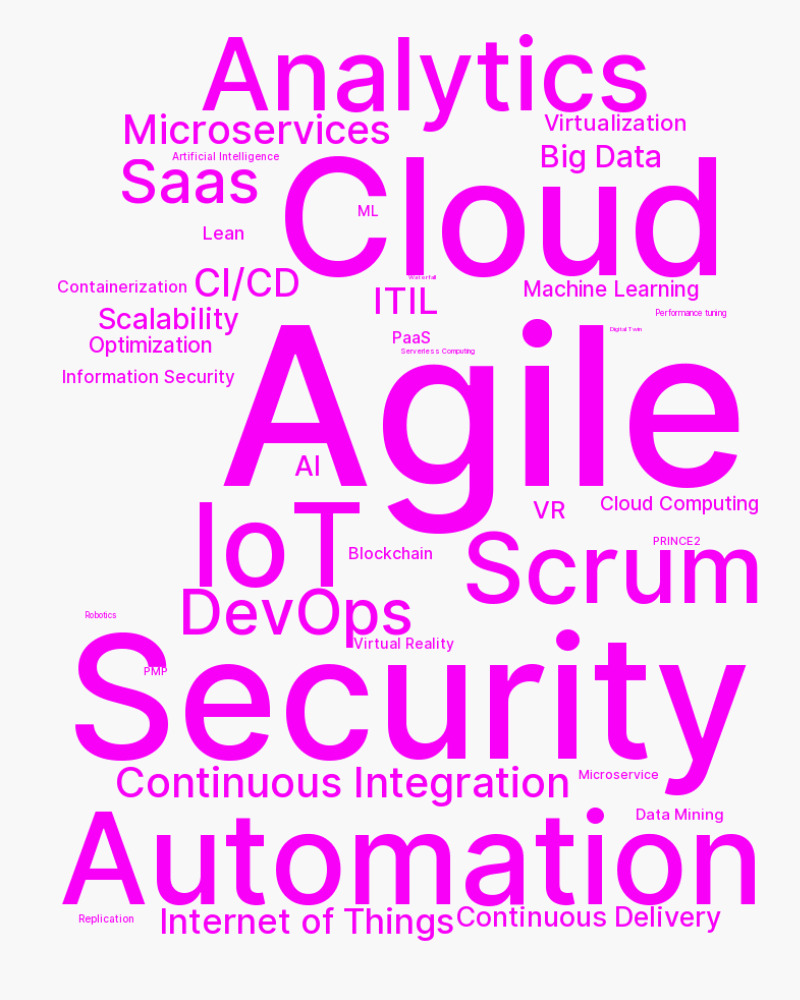 Analytics
Microservices
Virtualization
Artificial Intelligence
Big Data
Saas
Cloud
ML
Lean
Containerization
CI/CD
Waterfall
ITIL
Machine Learning
Scalability
Performance tuning
Digital Twin
PaaS
Optimization
Serverless Computing
Information Security
Agile
AI
VR
Cloud Computing
IoT
Blockchain
PRINCE2
Scrum
DevOps
Robotics
Virtual Reality
PMP
Security
Continuous Integration
Microservice
Data Mining
Automation
Replication
Internet of Things
Continuous Delivery